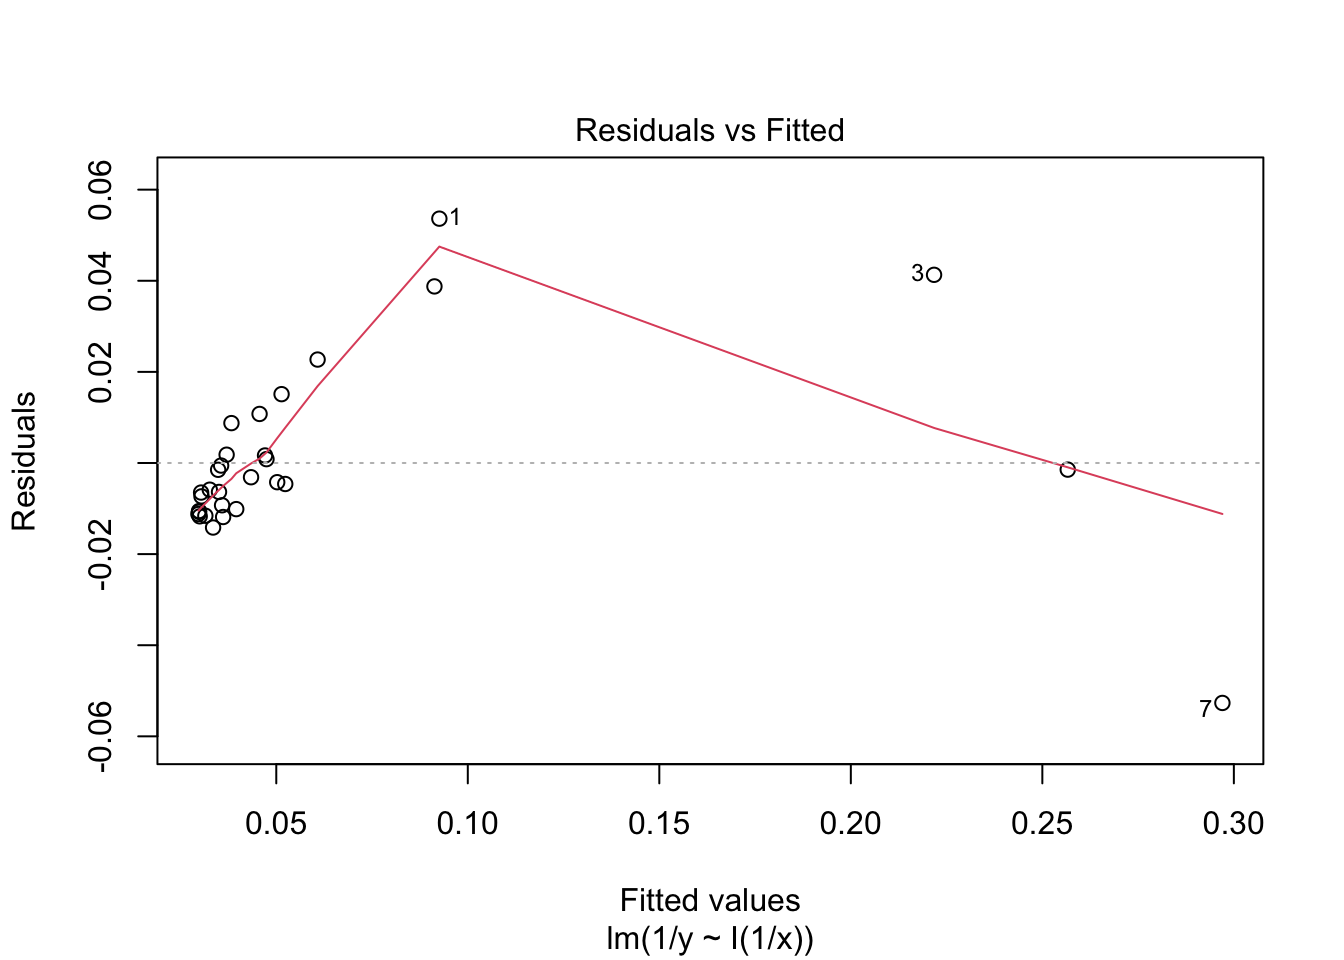 Residuals vs Fitted
Residuals
0.06
0.04
0.02
-0.02
-0.06
1
3
7
0.05 0.10 0.15 0.20 0.25 0.30
Fitted values
lm(1/y ~ I(1/x))